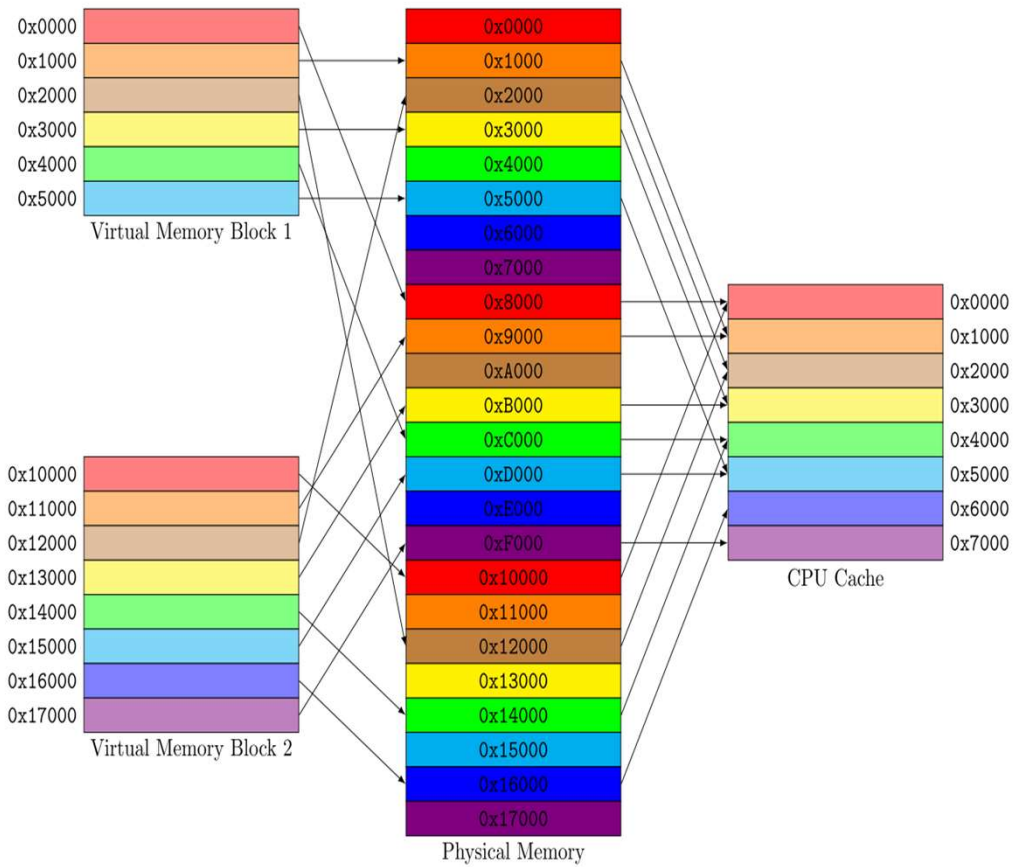 0x0000
0x1000
0x2000
0x3000
0x4000
0x5000
Virtual Memory Block 1
0x10000
0x11000
0x12000
0x13000
0x14000
0x15000
0x16000
0x17000
Virtual Memory Block 2
0x0000
0x1000
0x2000
0x3000
0x4000
0x5000
0x6000
0x7000
0x8000
0x9000
0xA000
0xB000
0xC000
0xD000
0xE000
0xF000
0x10000
0x11000
0x12000
0x13000
0x14000
0x15000
0x16000
0x17000
Physical Memory
0x0000
0x1000
0x2000
0x3000
0x4000
0x5000
0x6000
0x7000
CPU Cache